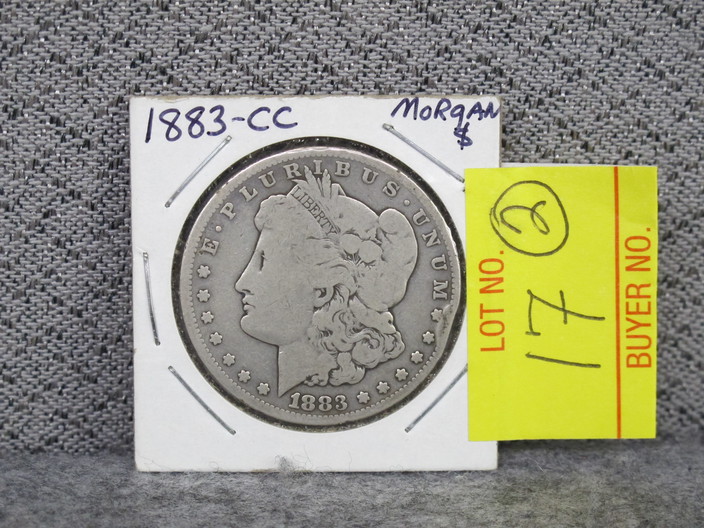 1883-CC
MORGAN
$
E·PLURIBUS·UNUM
LIBERTY
1883
LOT NO.
2
17
BUYER NO.